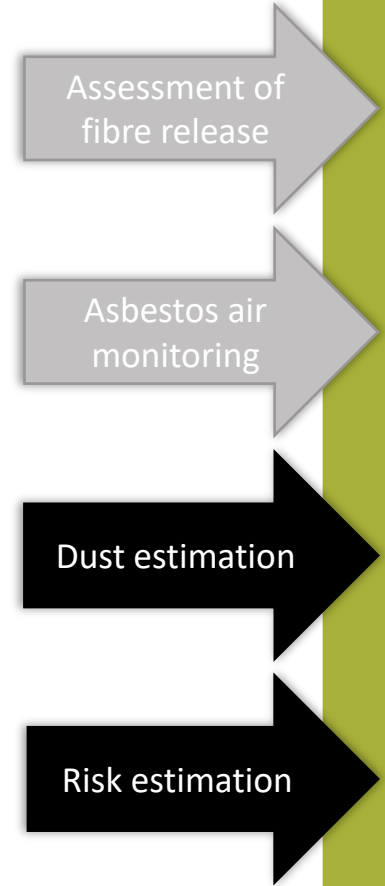 Assessment of
fibre release
Asbestos air
monitoring
Dust estimation
Risk estimation